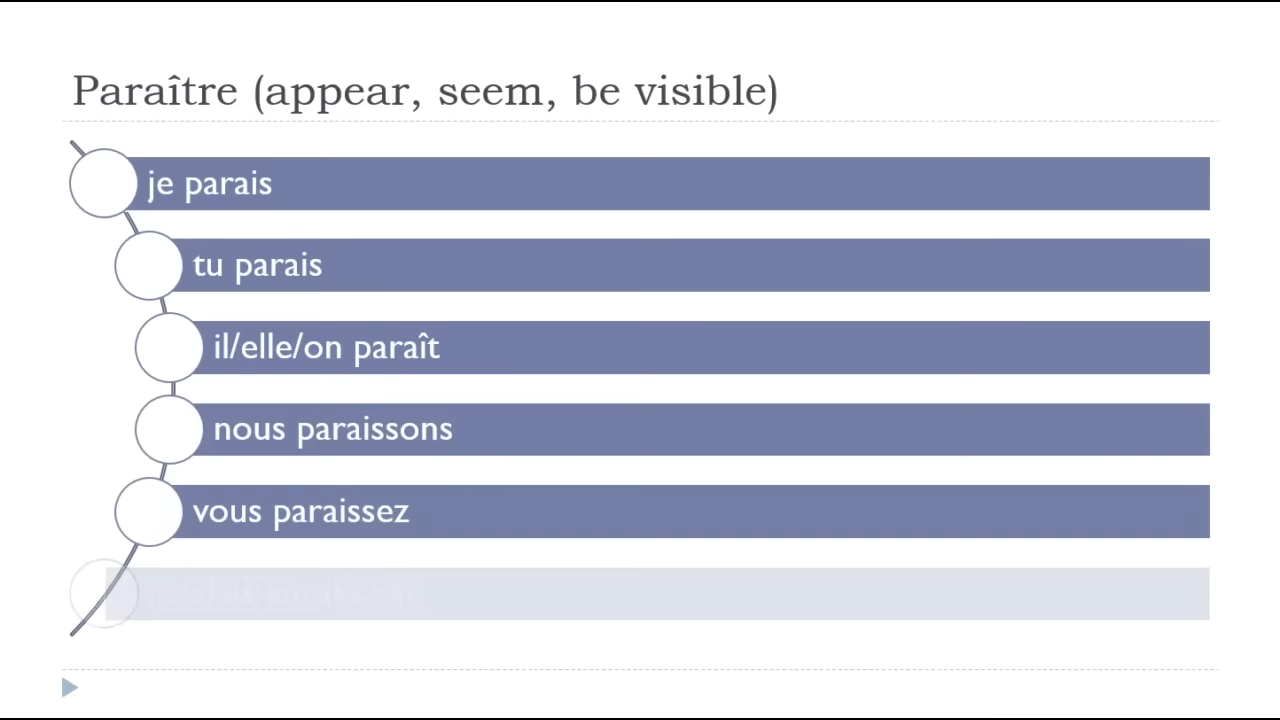 Paraître (appear, seem, be visible)
je parais
tu parais
il/elle/on paraît
nous paraissons
vous paraissez